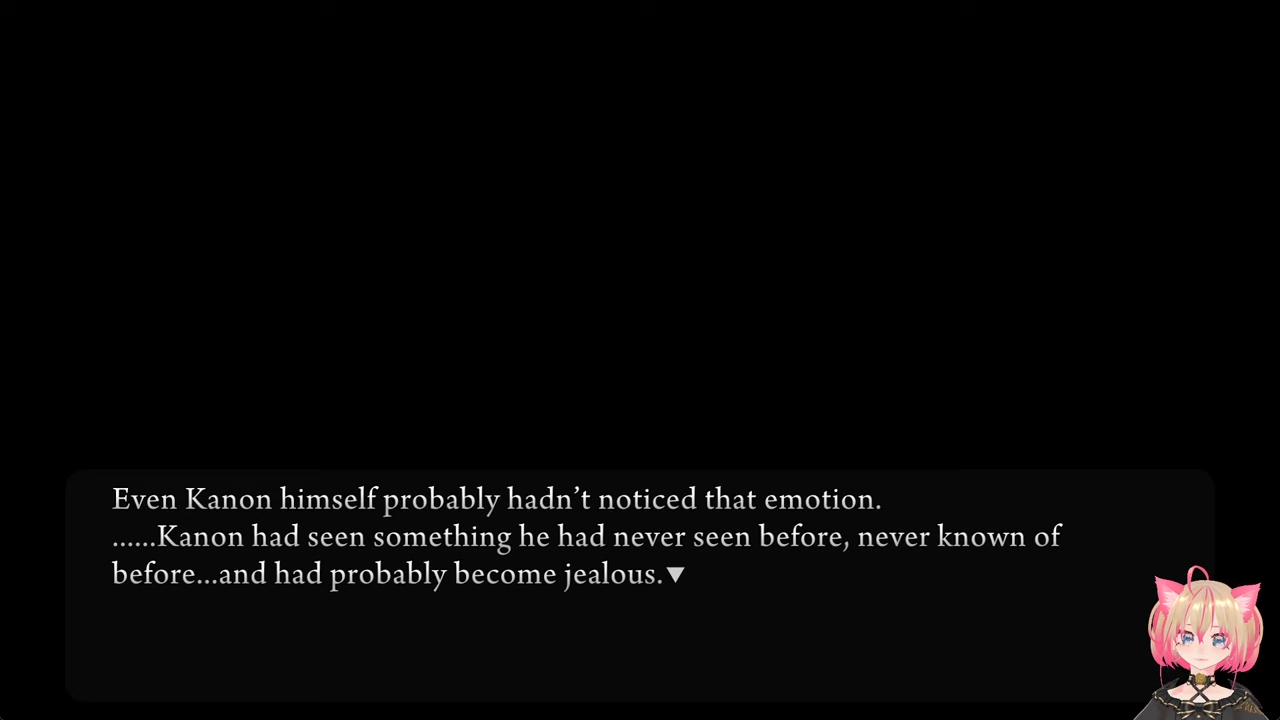 Even Kanon himself probably hadn’t noticed that emotion.
......Kanon had seen something he had never seen before, never known of
before...and had probably become jealous.▼